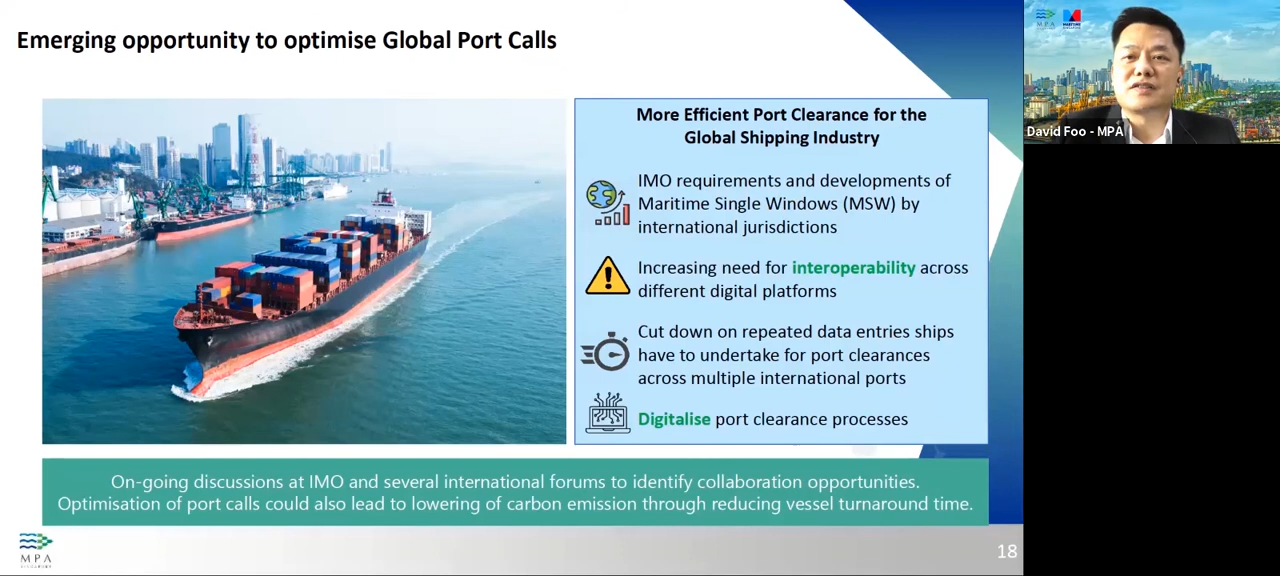 Emerging opportunity to optimise Global Port Calls
More Efficient Port Clearance for the
Global Shipping Industry
IMO requirements and developments of
Maritime Single Windows (MSW) by
international jurisdictions
Increasing need for interoperability across
different digital platforms
Cut down on repeated data entries ships
have to undertake for port clearances
across multiple international ports
Digitalise port clearance processes
On-going discussions at IMO and several international forums to identify collaboration opportunities.
Optimisation of port calls could also lead to lowering of carbon emission through reducing vessel turnaround time.
MPA
SINGAPORE
18
MPA
David Foo - MPA